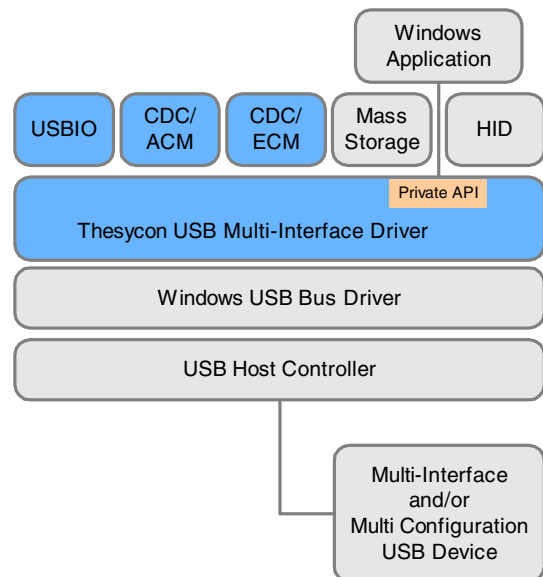 Windows
Application
USBIO
CDC/
ACM
CDC/
ECM
Mass
Storage
HID
Private API
Thesycon USB Multi-Interface Driver
Windows USB Bus Driver
USB Host Controller
Multi-Interface
and/or
Multi Configuration
USB Device